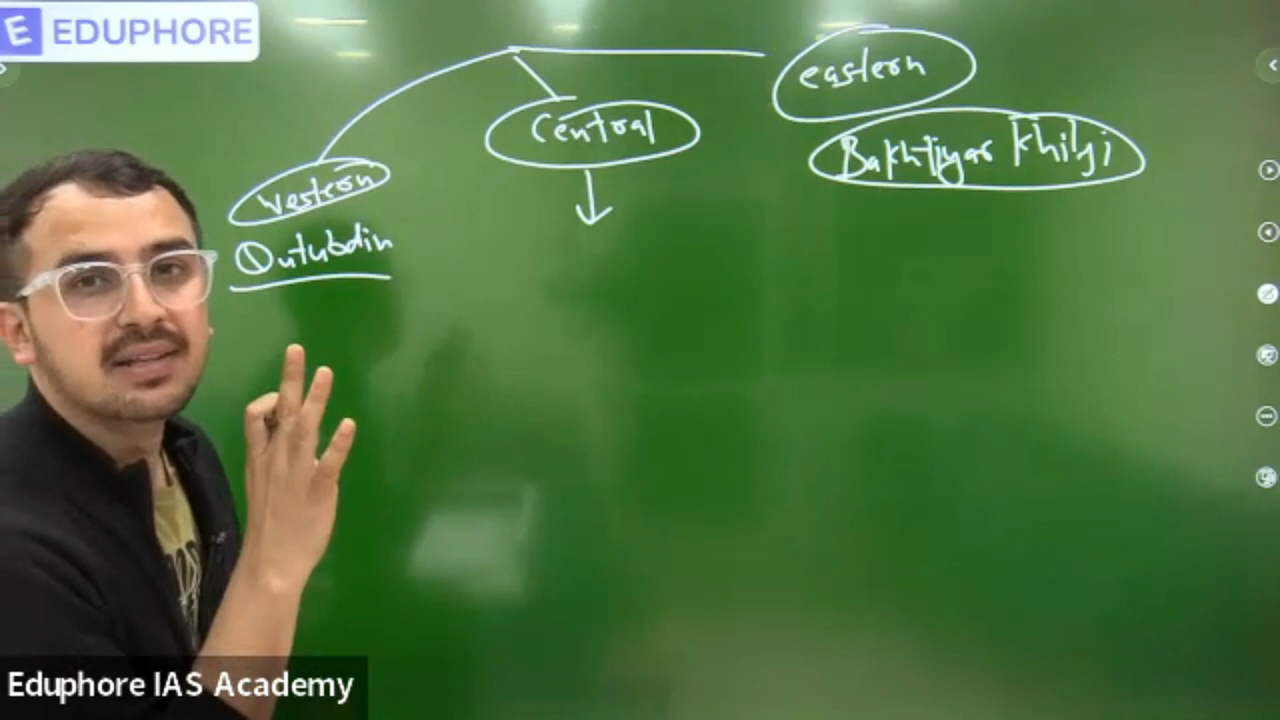 E EDUPHORE
eastern
Central
Bakhtiyar Khilji
Western
Qutubdin
Eduphore IAS Academy